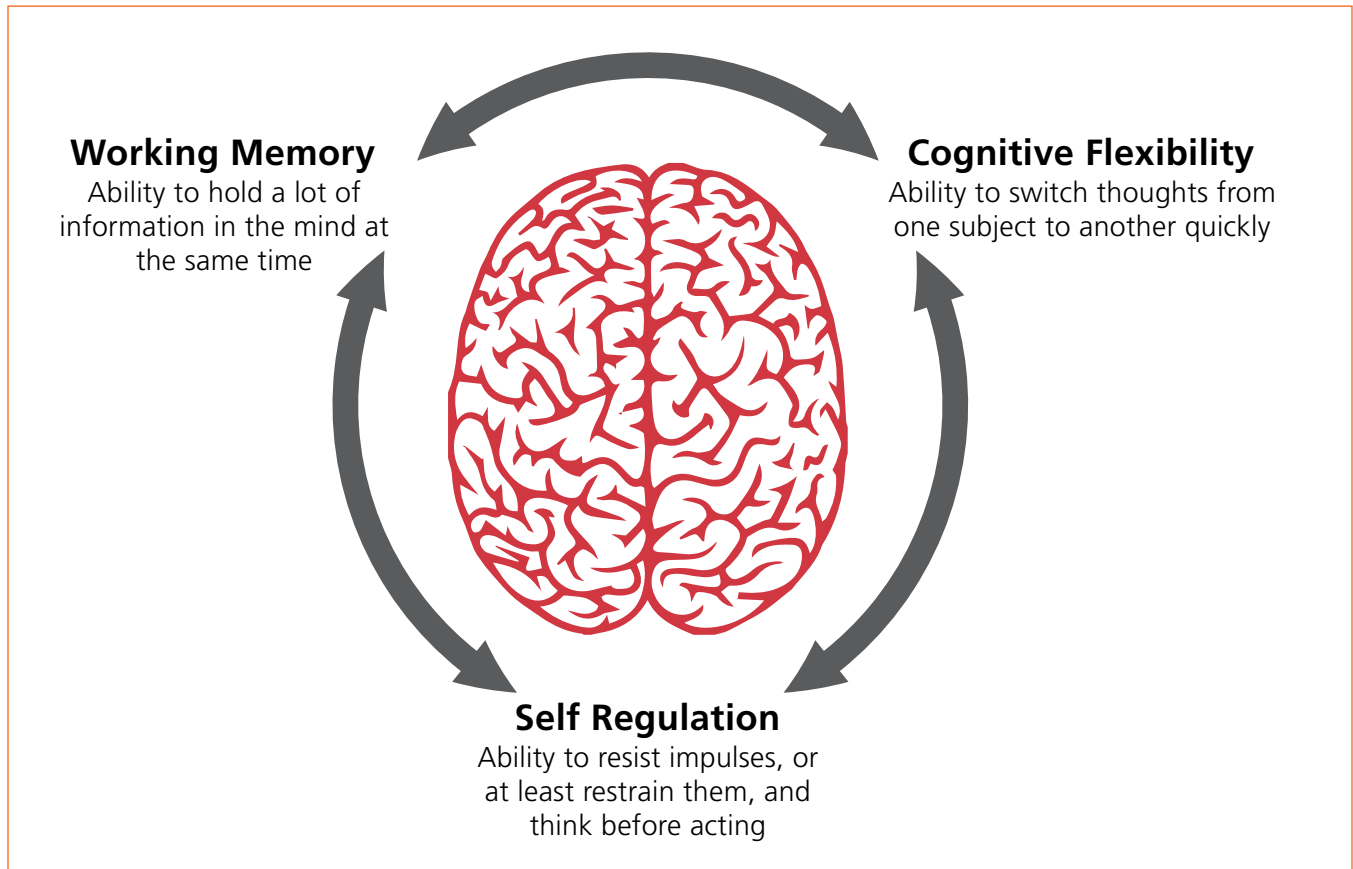 Working Memory
Ability to hold a lot of
information in the mind at
the same time
Cognitive Flexibility
Ability to switch thoughts from
one subject to another quickly
Self Regulation
Ability to resist impulses, or
at least restrain them, and
think before acting